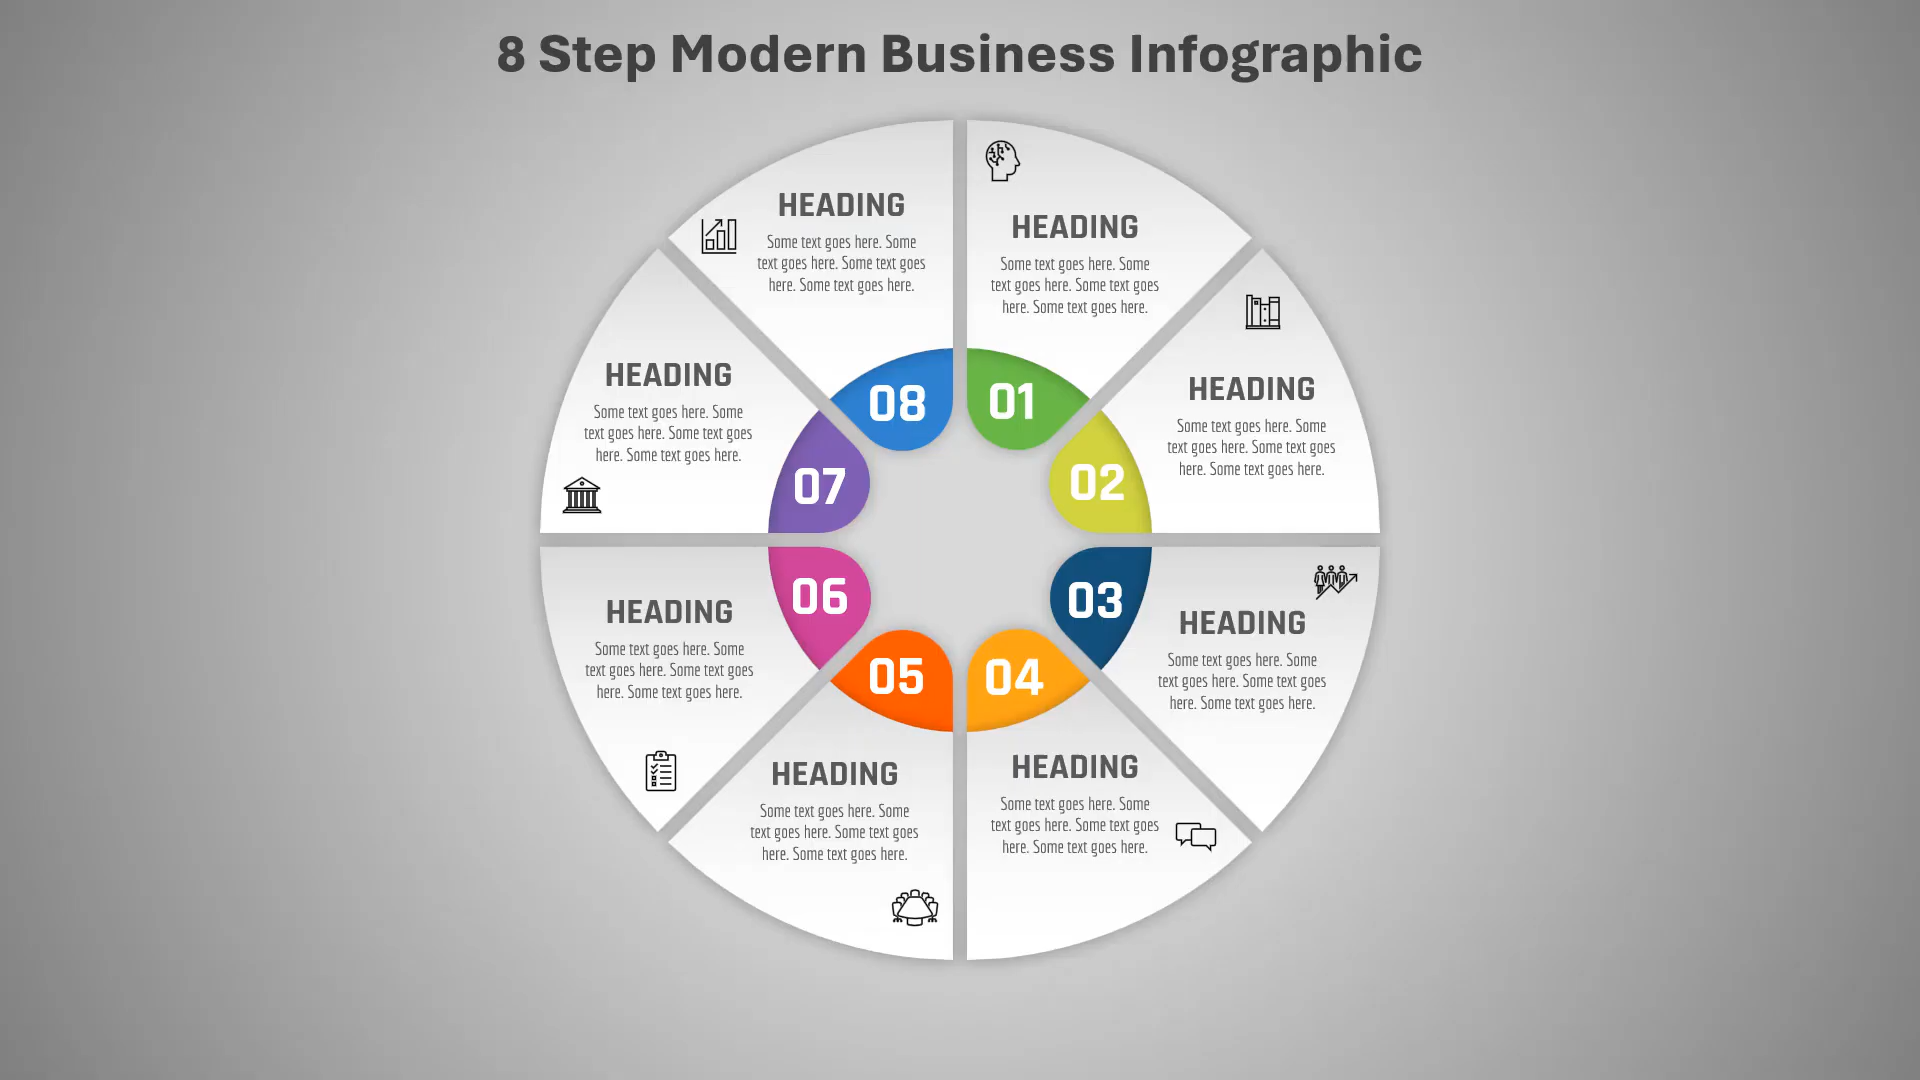 8 Step Modern Business Infographic
HEADING
Some text goes here. Some
text goes here. Some text goes
here. Some text goes here.
01
HEADING
Some text goes here. Some
text goes here. Some text goes
here. Some text goes here.
02
HEADING
Some text goes here. Some
text goes here. Some text goes
here. Some text goes here.
03
HEADING
Some text goes here. Some
text goes here. Some text goes
here. Some text goes here.
04
HEADING
Some text goes here. Some
text goes here. Some text goes
here. Some text goes here.
05
HEADING
Some text goes here. Some
text goes here. Some text goes
here. Some text goes here.
06
HEADING
Some text goes here. Some
text goes here. Some text goes
here. Some text goes here.
07
HEADING
Some text goes here. Some
text goes here. Some text goes
here. Some text goes here.
08